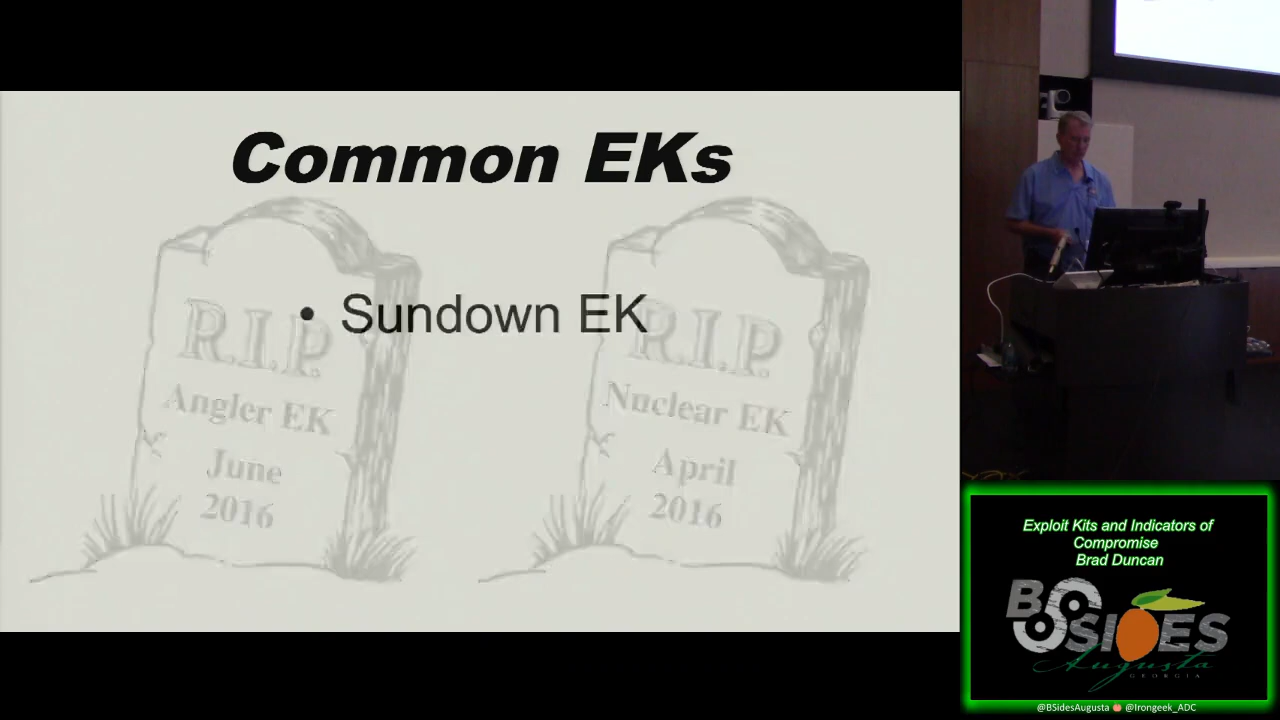 Common EKs
• Sundown EK
R.I.P.
Angler EK
June
2016
R.I.P.
Nuclear EK
April
2016
Exploit Kits and Indicators of
Compromise
Brad Duncan
BSIDES
Augusta
GEORGIA
@BSidesAugusta @Irongeek_ADC